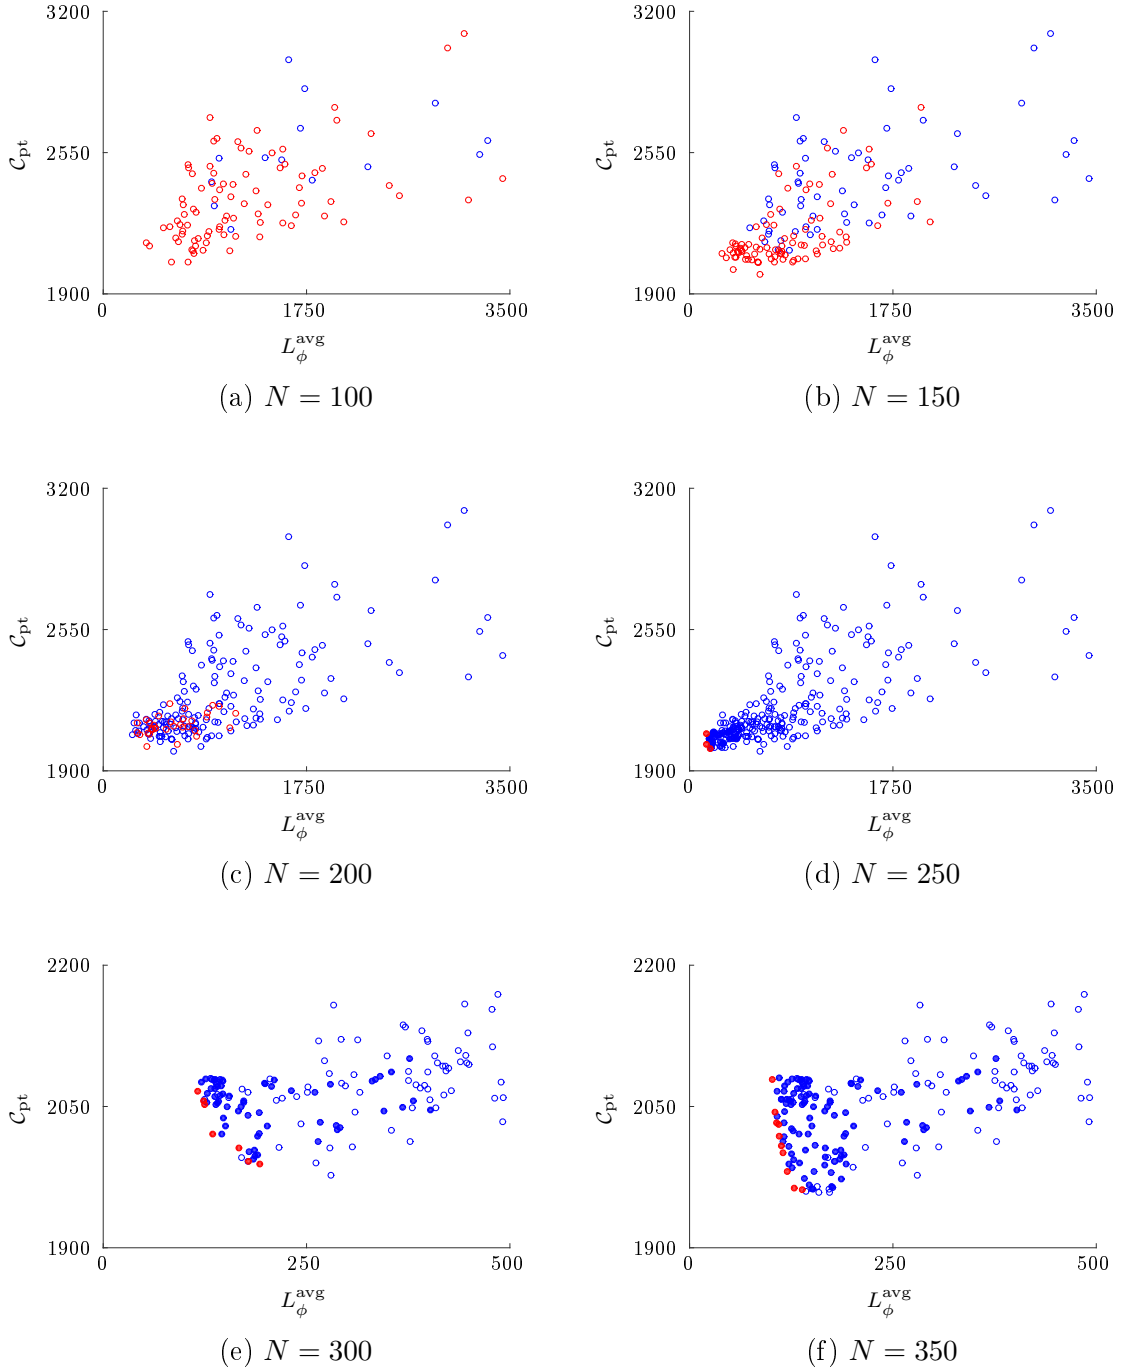 3200
2550
1900
C_pt
0 1750 3500
L_ϕ^avg
(a) N = 100
3200
2550
1900
C_pt
0 1750 3500
L_ϕ^avg
(b) N = 150
3200
2550
1900
C_pt
0 1750 3500
L_ϕ^avg
(c) N = 200
3200
2550
1900
C_pt
0 1750 3500
L_ϕ^avg
(d) N = 250
2200
2050
1900
C_pt
0 250 500
L_ϕ^avg
(e) N = 300
2200
2050
1900
C_pt
0 250 500
L_ϕ^avg
(f) N = 350